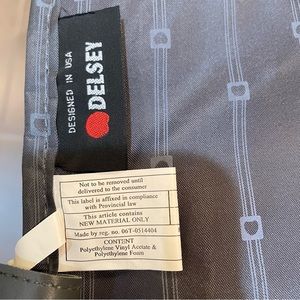 DELSEY
DESIGNED IN USA
Not to be removed until
delivered to the consumer
This label is affixed in compliance
with Provincial law
This article contains
NEW MATERIAL ONLY
Made by reg. no. 06T-0514404
CONTENT
Polyethylene Vinyl Acetate &
Polyethylene Foam